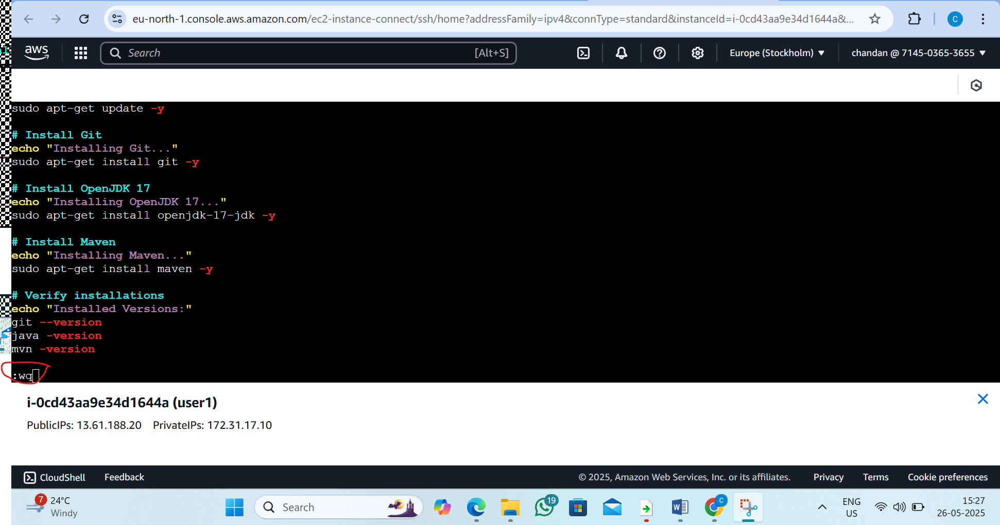 eu-north-1.console.aws.amazon.com/ec2-instance-connect/ssh/home?addressFamily=ipv4&connType=standard&instanceId=i-0cd43aa9e34d1644a&...
C
aws
Search
[Alt+S]
Europe (Stockholm)
chandan @ 7145-0365-3655
sudo apt-get update -y
# Install Git
echo "Installing Git..."
sudo apt-get install git -y
# Install OpenJDK 17
echo "Installing OpenJDK 17..."
sudo apt-get install openjdk-17-jdk -y
# Install Maven
echo "Installing Maven..."
sudo apt-get install maven -y
# Verify installations
echo "Installed Versions:"
git --version
java -version
mvn -version
:wq
i-0cd43aa9e34d1644a (user1)
PublicIPs: 13.61.188.20 PrivateIPs: 172.31.17.10
CloudShell Feedback © 2025, Amazon Web Services, Inc. or its affiliates. Privacy Terms Cookie preferences
7
24°C
Windy
Search
19
W
C
ENG
US
15:27
26-05-2025